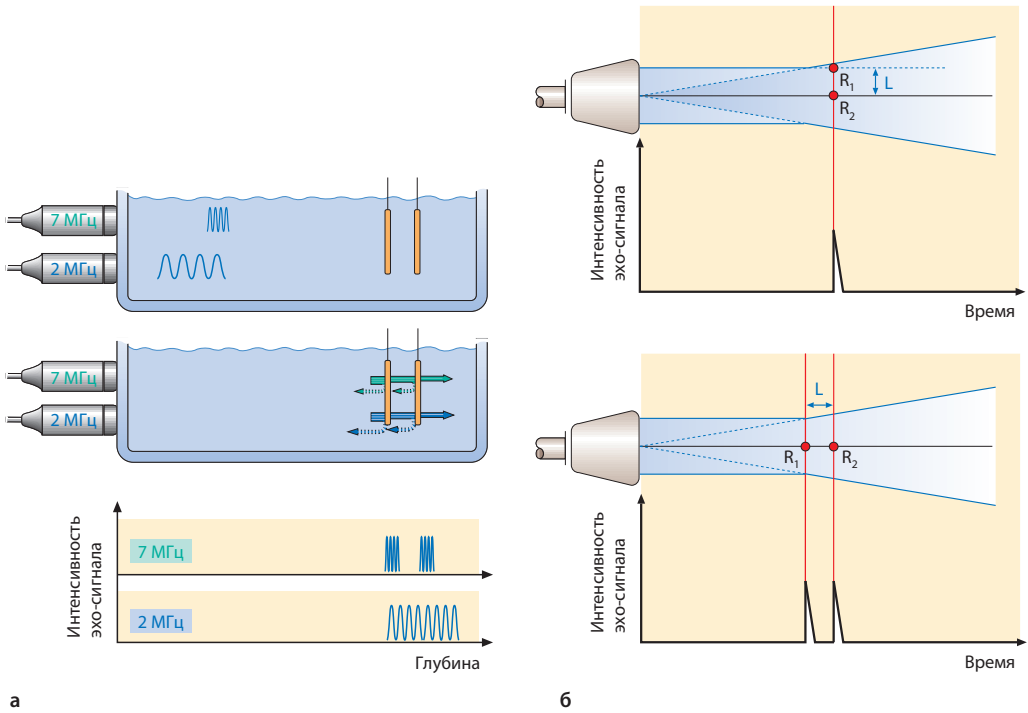 7 МГц
2 МГц
7 МГц
2 МГц
Интенсивность
эхо-сигнала
7 МГц
2 МГц
Глубина
а
R1
L
R2
Интенсивность
эхо-сигнала
Время
L
R1
R2
Интенсивность
эхо-сигнала
Время
б